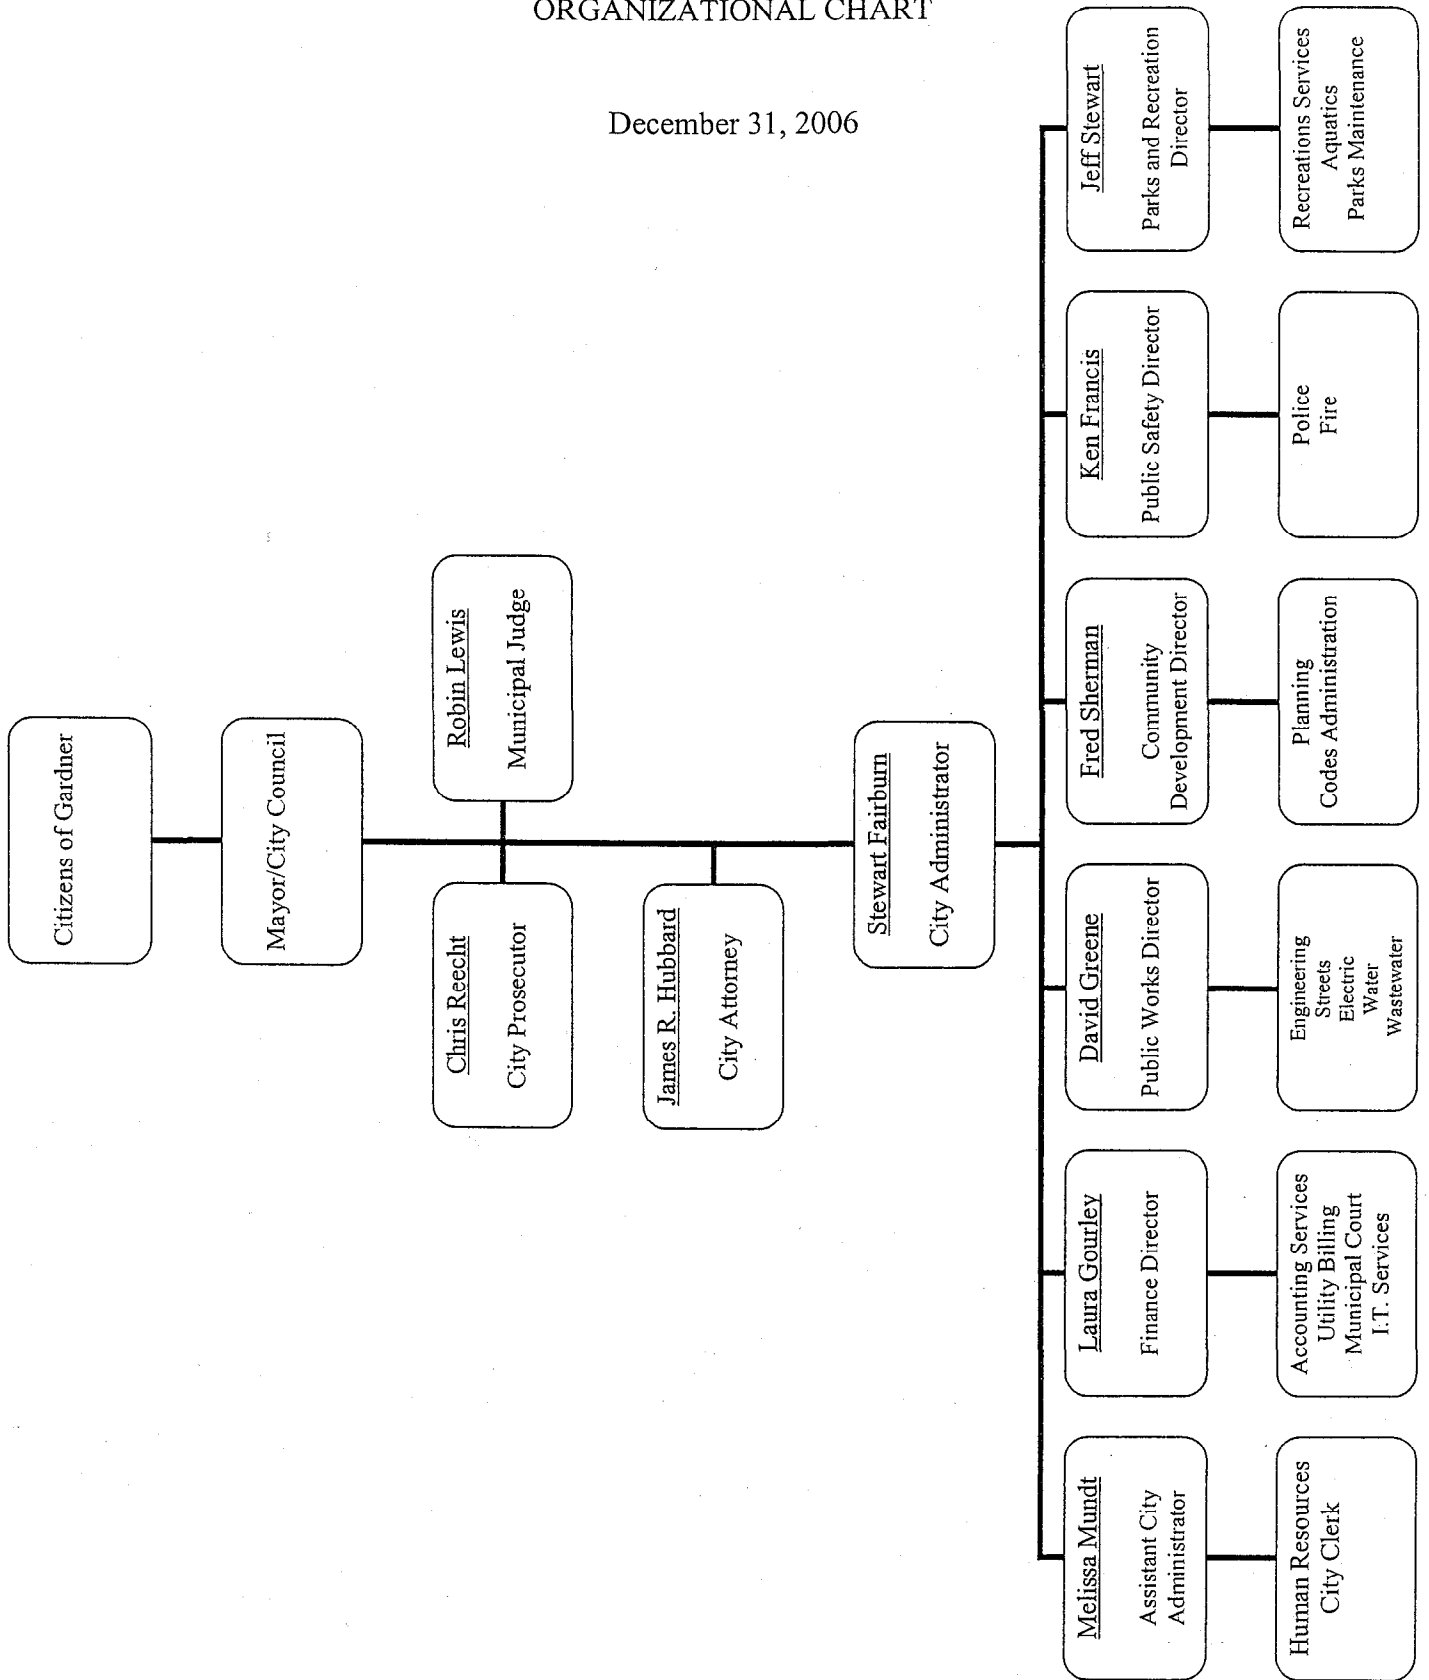 ORGANIZATIONAL CHART
December 31, 2006
Citizens of Gardner
Mayor/City Council
Chris Reecht
City Prosecutor
Robin Lewis
Municipal Judge
James R. Hubbard
City Attorney
Stewart Fairburn
City Administrator
Melissa Mundt
Assistant City
Administrator
Human Resources
City Clerk
Laura Gourley
Finance Director
Accounting Services
Utility Billing
Municipal Court
I.T. Services
David Greene
Public Works Director
Engineering
Streets
Electric
Water
Wastewater
Fred Sherman
Community
Development Director
Planning
Codes Administration
Ken Francis
Public Safety Director
Police
Fire
Jeff Stewart
Parks and Recreation
Director
Recreations Services
Aquatics
Parks Maintenance